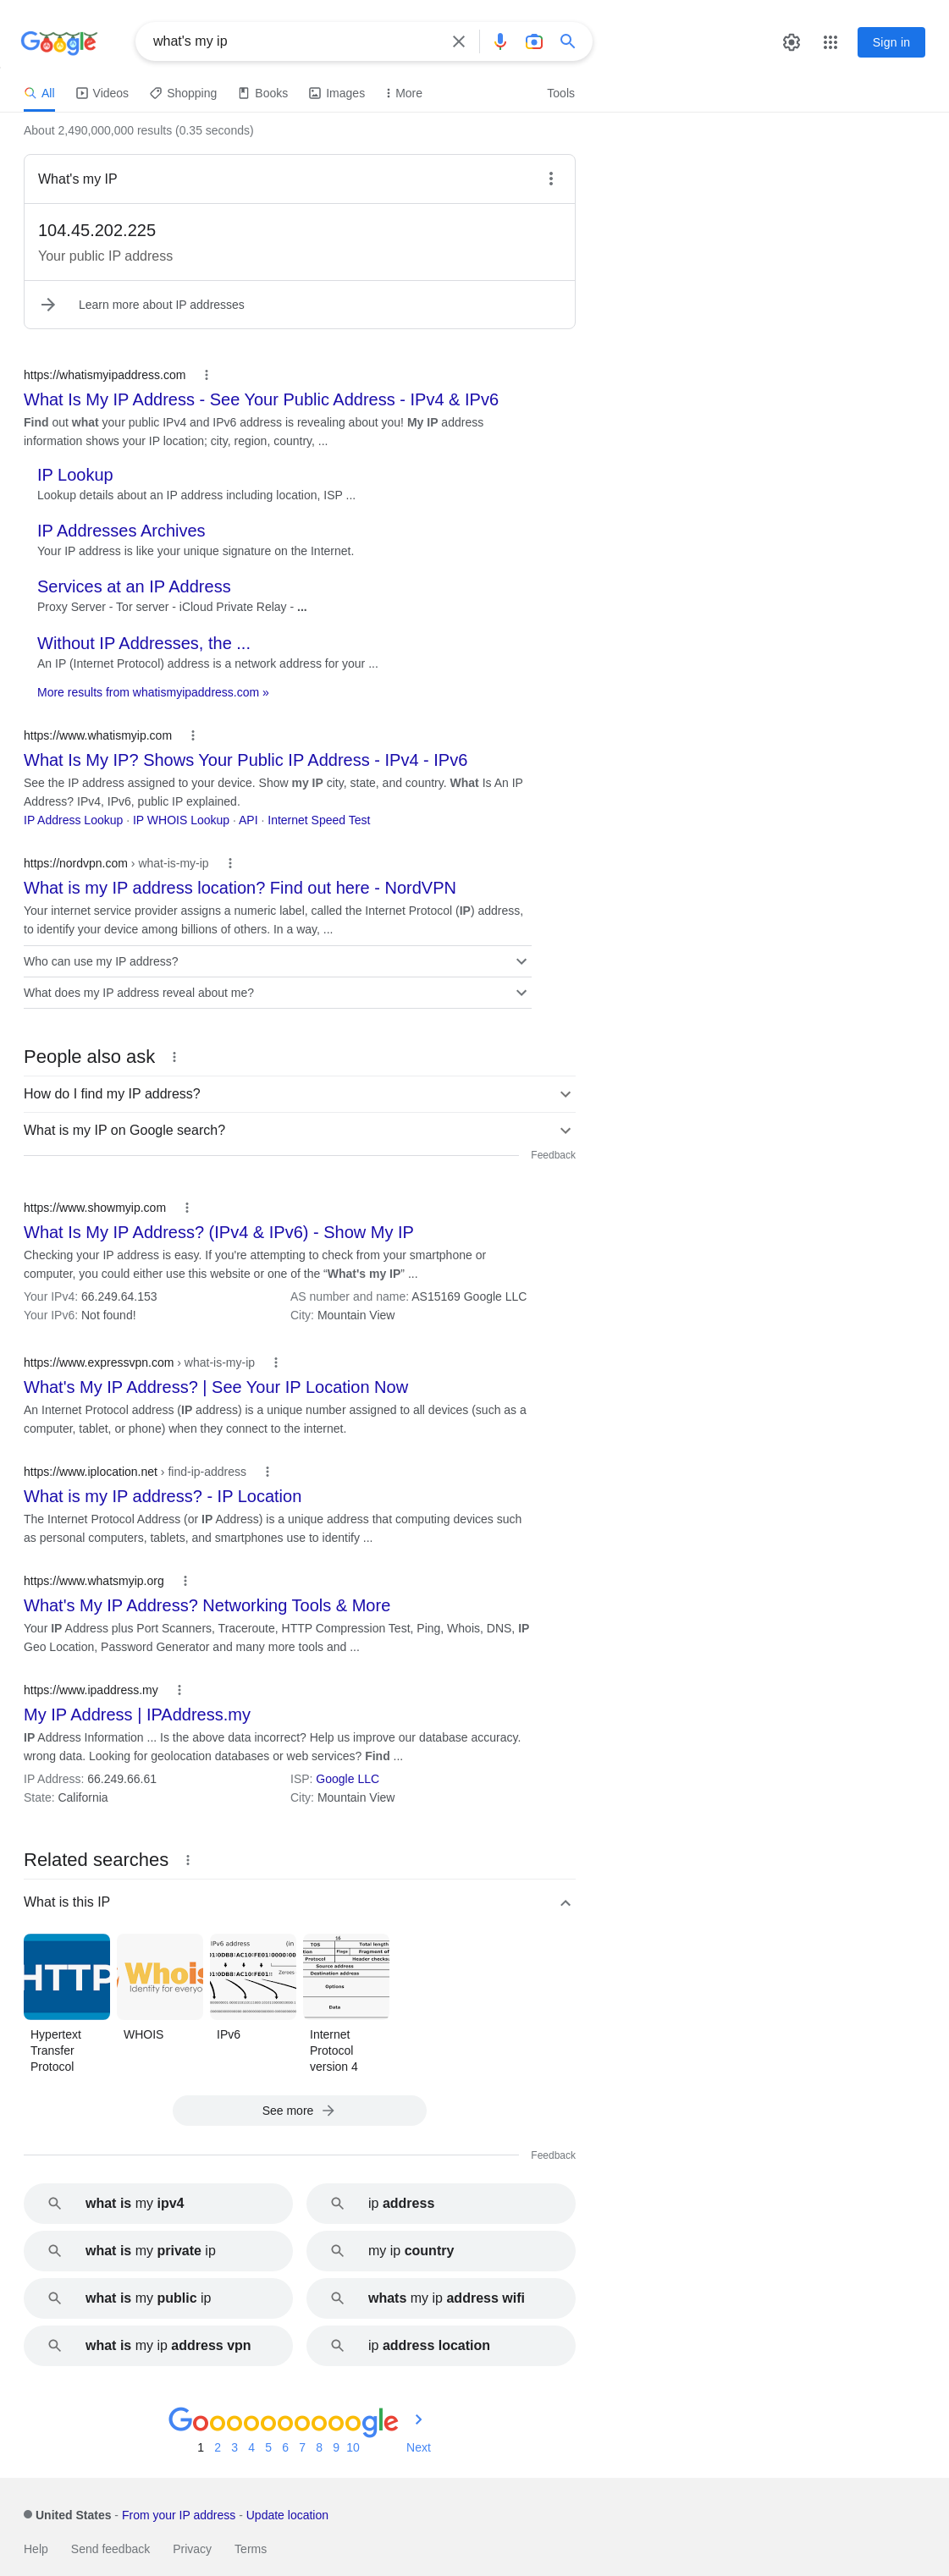 Google
what's my ip
Sign in
All
Videos
Shopping
Books
Images
More
Tools
About 2,490,000,000 results (0.35 seconds)
What's my IP
104.45.202.225
Your public IP address
Learn more about IP addresses
https://whatismyipaddress.com
What Is My IP Address - See Your Public Address - IPv4 & IPv6
Find out what your public IPv4 and IPv6 address is revealing about you! My IP address
information shows your IP location; city, region, country, ...
IP Lookup
Lookup details about an IP address including location, ISP ...
IP Addresses Archives
Your IP address is like your unique signature on the Internet.
Services at an IP Address
Proxy Server - Tor server - iCloud Private Relay - ...
Without IP Addresses, the ...
An IP (Internet Protocol) address is a network address for your ...
More results from whatismyipaddress.com »
https://www.whatismyip.com
What Is My IP? Shows Your Public IP Address - IPv4 - IPv6
See the IP address assigned to your device. Show my IP city, state, and country. What Is An IP
Address? IPv4, IPv6, public IP explained.
IP Address Lookup · IP WHOIS Lookup · API · Internet Speed Test
https://nordvpn.com › what-is-my-ip
What is my IP address location? Find out here - NordVPN
Your internet service provider assigns a numeric label, called the Internet Protocol (IP) address,
to identify your device among billions of others. In a way, ...
Who can use my IP address?
What does my IP address reveal about me?
People also ask
How do I find my IP address?
What is my IP on Google search?
Feedback
https://www.showmyip.com
What Is My IP Address? (IPv4 & IPv6) - Show My IP
Checking your IP address is easy. If you're attempting to check from your smartphone or
computer, you could either use this website or one of the “What's my IP” ...
Your IPv4: 66.249.64.153
AS number and name: AS15169 Google LLC
Your IPv6: Not found!
City: Mountain View
https://www.expressvpn.com › what-is-my-ip
What's My IP Address? | See Your IP Location Now
An Internet Protocol address (IP address) is a unique number assigned to all devices (such as a
computer, tablet, or phone) when they connect to the internet.
https://www.iplocation.net › find-ip-address
What is my IP address? - IP Location
The Internet Protocol Address (or IP Address) is a unique address that computing devices such
as personal computers, tablets, and smartphones use to identify ...
https://www.whatsmyip.org
What's My IP Address? Networking Tools & More
Your IP Address plus Port Scanners, Traceroute, HTTP Compression Test, Ping, Whois, DNS, IP
Geo Location, Password Generator and many more tools and ...
https://www.ipaddress.my
My IP Address | IPAddress.my
IP Address Information ... Is the above data incorrect? Help us improve our database accuracy.
wrong data. Looking for geolocation databases or web services? Find ...
IP Address: 66.249.66.61
ISP: Google LLC
State: California
City: Mountain View
Related searches
What is this IP
HTTP
Whois
Identity for everyo
IPv6 address (in
Zeroes
TOS
Total length
Flags
Fragment of
Protocol
Header checksu
Source address
Destination address
Options
Data
Hypertext
Transfer
Protocol
WHOIS
IPv6
Internet
Protocol
version 4
See more
Feedback
what is my ipv4
ip address
what is my private ip
my ip country
what is my public ip
whats my ip address wifi
what is my ip address vpn
ip address location
Goooooooooogle
1 2 3 4 5 6 7 8 9 10 Next
United States - From your IP address - Update location
Help
Send feedback
Privacy
Terms